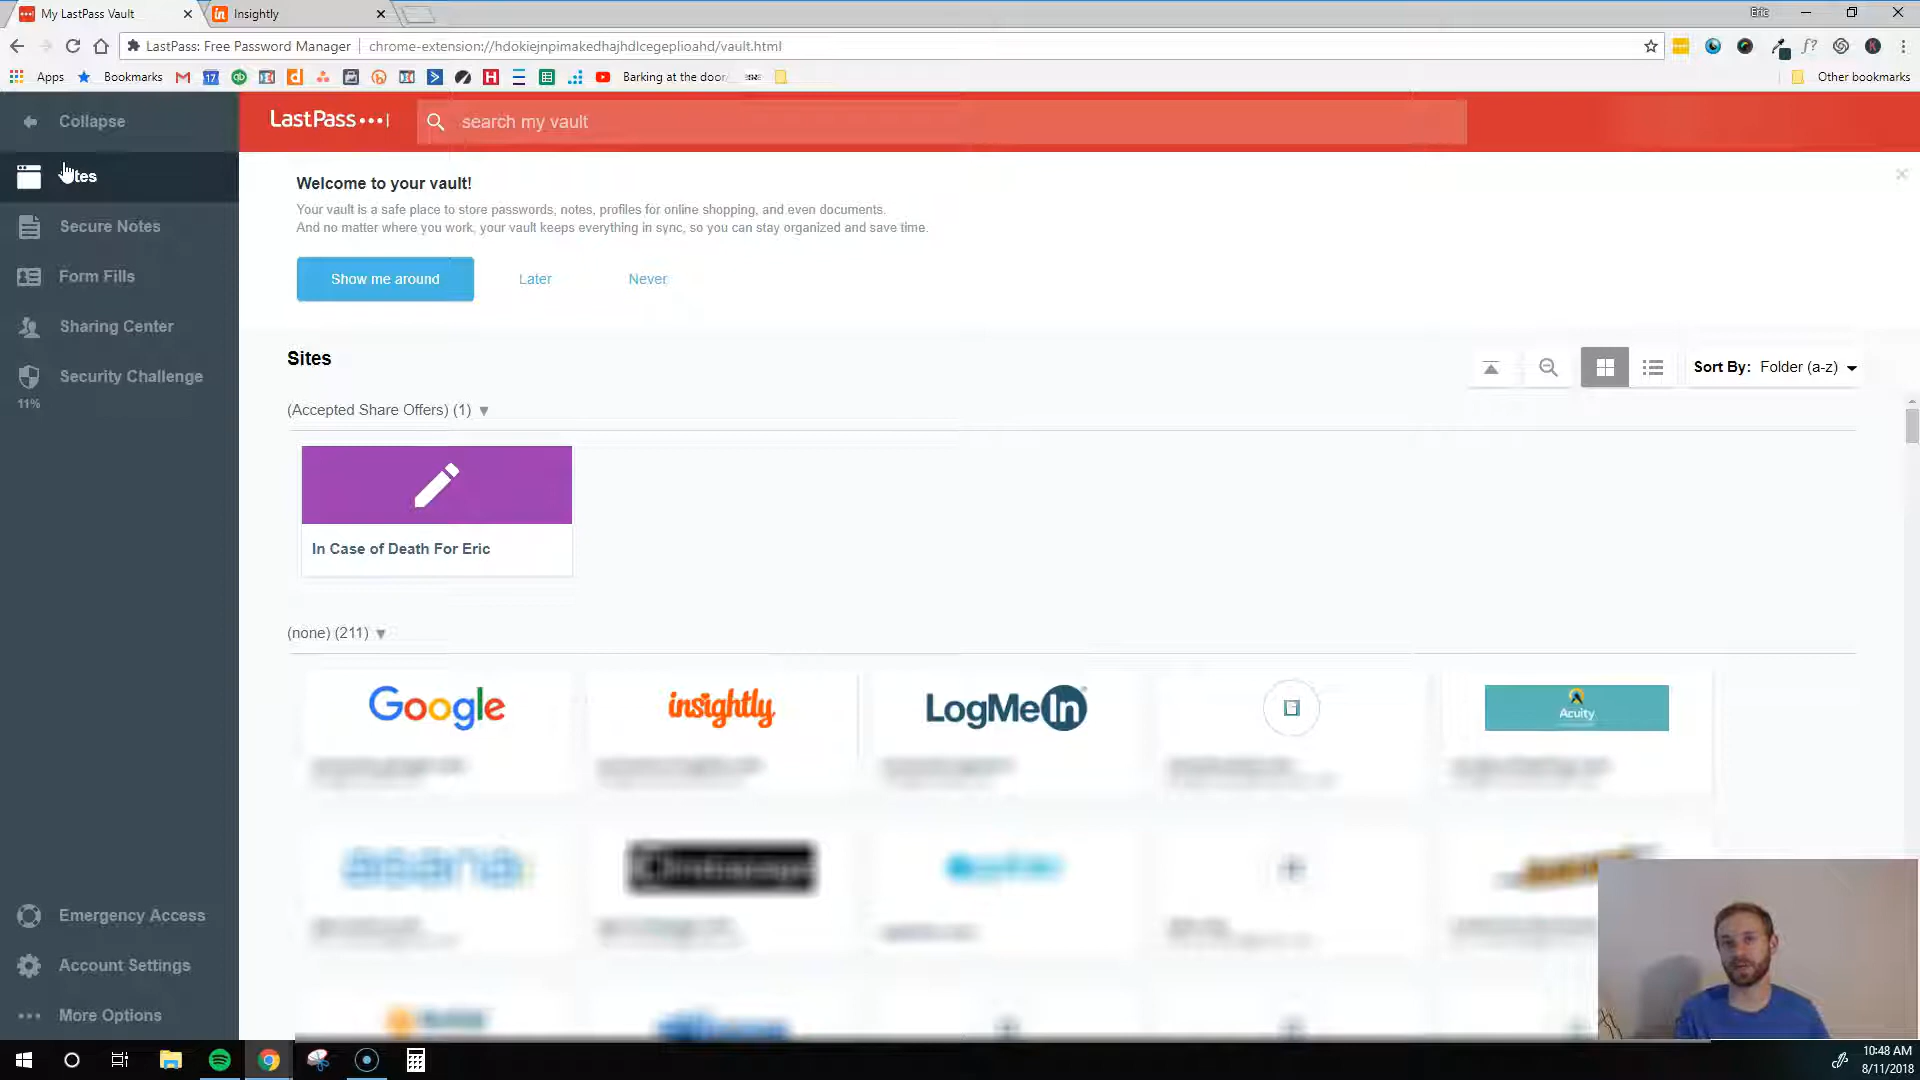 My LastPass Vault
Insightly
Eric
LastPass: Free Password Manager
chrome-extension://hdokiejnpimakedhajhdlcegeplioahd/vault.html
Apps
Bookmarks
17
Barking at the door
Other bookmarks
Collapse
LastPass
search my vault
Sites
Secure Notes
Form Fills
Sharing Center
Security Challenge
11%
Emergency Access
Account Settings
More Options
Welcome to your vault!
Your vault is a safe place to store passwords, notes, profiles for online shopping, and even documents.
And no matter where you work, your vault keeps everything in sync, so you can stay organized and save time.
Show me around
Later
Never
Sites
Sort By: Folder (a-z)
(Accepted Share Offers) (1)
In Case of Death For Eric
(none) (211)
Google
insightly
LogMeIn
Acuity
asana
10:48 AM
8/11/2018